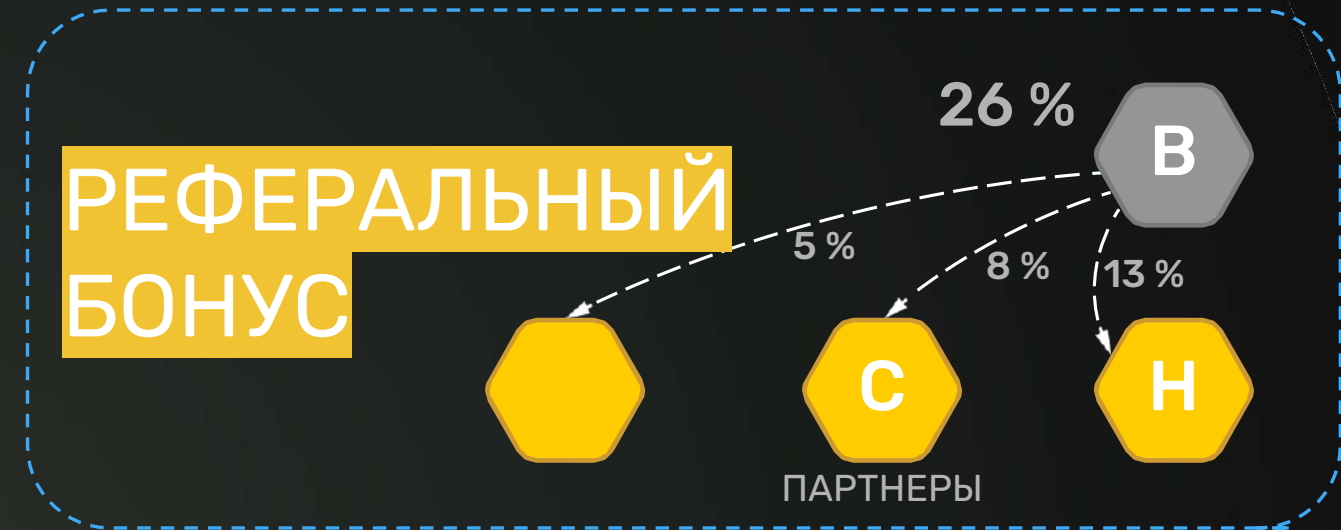 РЕФЕРАЛЬНЫЙ
БОНУС
26 %
В
5 %
8 %
13 %
С
Н
ПАРТНЕРЫ